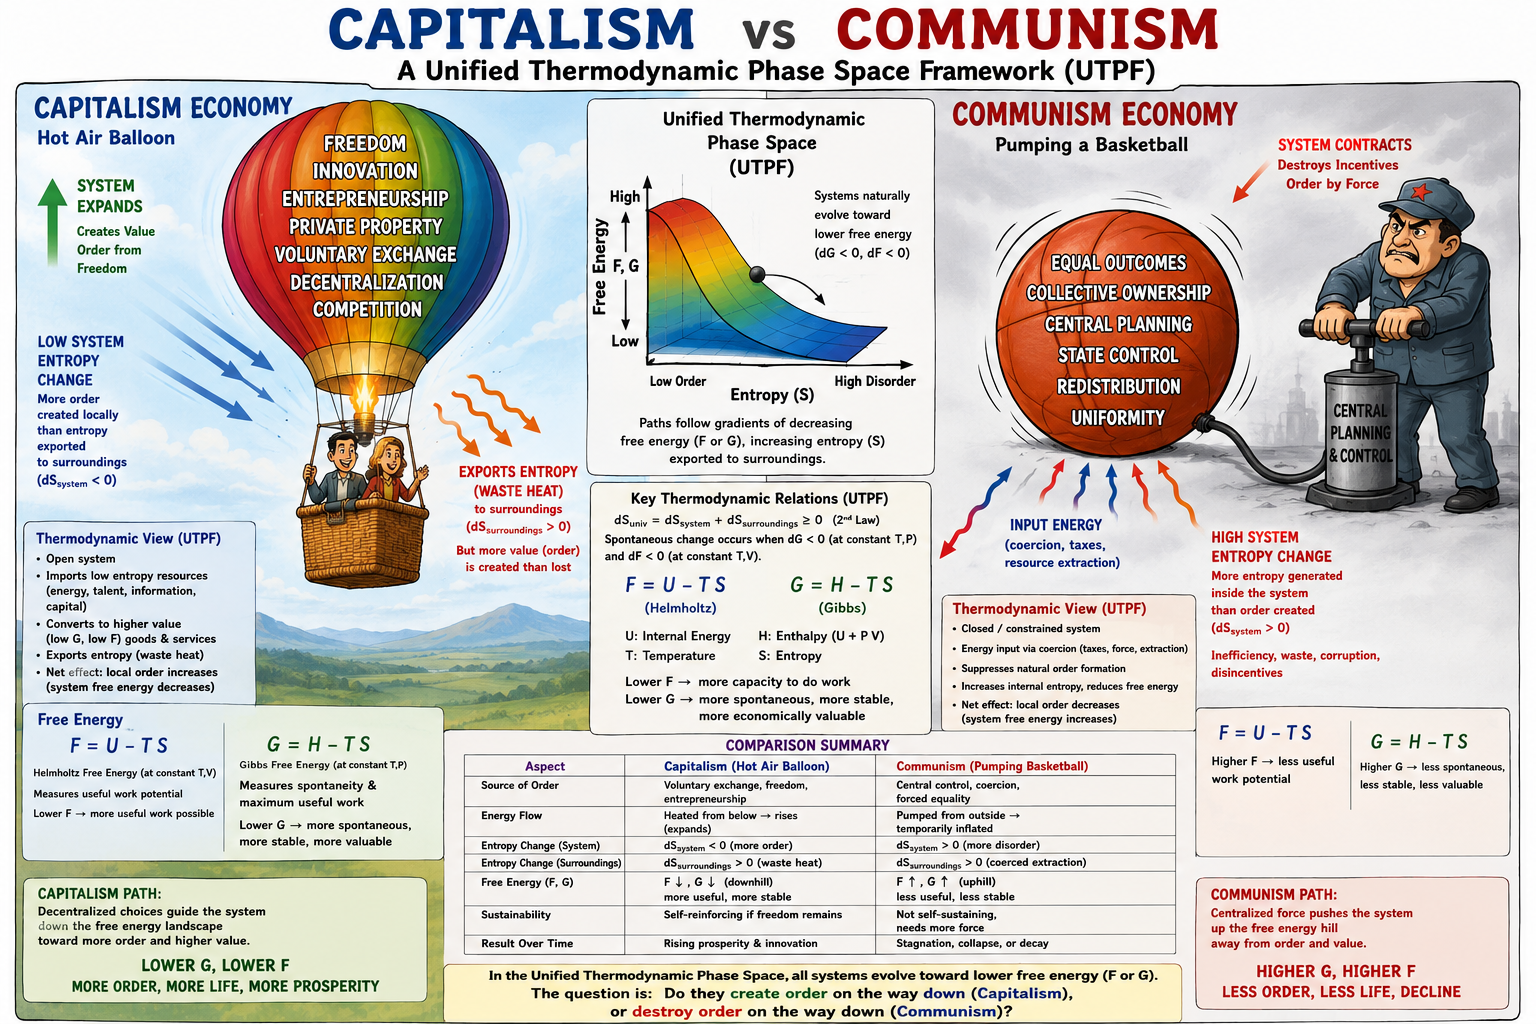 CAPITALISM vs COMMUNISM
A Unified Thermodynamic Phase Space Framework (UTPF)
CAPITALISM ECONOMY
Hot Air Balloon
SYSTEM
EXPANDS
Creates Value
Order from
Freedom
FREEDOM
INNOVATION
ENTREPRENEURSHIP
PRIVATE PROPERTY
VOLUNTARY EXCHANGE
DECENTRALIZATION
COMPETITION
LOW SYSTEM
ENTROPY
CHANGE
More order
created locally
than entropy
exported
to surroundings
(dSsystem < 0)
EXPORTS ENTROPY
(WASTE HEAT)
to surroundings
(dSsurroundings > 0)
But more value (order)
is created than lost
Thermodynamic View (UTPF)
• Open system
• Imports low entropy resources
(energy, talent, information,
capital)
• Converts to higher value
(low G, low F) goods & services
• Exports entropy (waste heat)
• Net effect: local order increases
(system free energy decreases)
Free Energy
F = U – T S
Helmholtz Free Energy (at constant T,V)
Measures useful work potential
Lower F → more useful work possible
G = H – T S
Gibbs Free Energy (at constant T,P)
Measures spontaneity &
maximum useful work
Lower G → more spontaneous,
more stable, more valuable
CAPITALISM PATH:
Decentralized choices guide the system
down the free energy landscape
toward more order and higher value.
LOWER G, LOWER F
MORE ORDER, MORE LIFE, MORE PROSPERITY
Unified Thermodynamic
Phase Space
(UTPF)
High
Free Energy
F, G
Low
Systems naturally
evolve toward
lower free energy
(dG < 0, dF < 0)
Low Order
High Disorder
Entropy (S)
Paths follow gradients of decreasing
free energy (F or G), increasing entropy (S)
exported to surroundings.
Key Thermodynamic Relations (UTPF)
dSuniv = dSsystem + dSsurroundings ≥ 0 (2nd Law)
Spontaneous change occurs when dG < 0 (at constant T,P)
and dF < 0 (at constant T,V).
F = U – T S
(Helmholtz)
G = H – T S
(Gibbs)
U: Internal Energy
H: Enthalpy (U + P V)
T: Temperature
S: Entropy
Lower F → more capacity to do work
Lower G → more spontaneous, more stable,
more economically valuable
COMMUNISM ECONOMY
Pumping a Basketball
SYSTEM CONTRACTS
Destroys Incentives
Order by Force
EQUAL OUTCOMES
COLLECTIVE OWNERSHIP
CENTRAL PLANNING
STATE CONTROL
REDISTRIBUTION
UNIFORMITY
CENTRAL
PLANNING
& CONTROL
INPUT ENERGY
(coercion, taxes,
resource extraction)
HIGH SYSTEM
ENTROPY CHANGE
More entropy generated
inside the system
than order created
(dSsystem > 0)
Inefficiency, waste, corruption,
disincentives
Thermodynamic View (UTPF)
• Closed / constrained system
• Energy input via coercion (taxes, force, extraction)
• Suppresses natural order formation
• Increases internal entropy, reduces free energy
• Net effect: local order decreases
(system free energy increases)
F = U – T S
Higher F → less useful
work potential
G = H – T S
Higher G → less spontaneous,
less stable, less valuable
COMMUNISM PATH:
Centralized force pushes the system
up the free energy hill
away from order and value.
HIGHER G, HIGHER F
LESS ORDER, LESS LIFE, DECLINE
COMPARISON SUMMARY
Aspect Capitalism (Hot Air Balloon) Communism (Pumping Basketball)
Source of Order Voluntary exchange, freedom, Central control, coercion,
entrepreneurship forced equality
Energy Flow Heated from below → rises Pumped from outside →
(expands) temporarily inflated
Entropy Change (System) dSsystem < 0 (more order) dSsystem > 0 (more disorder)
Entropy Change (Surroundings) dSsurroundings > 0 (waste heat) dSsurroundings > 0 (coerced extraction)
Free Energy (F, G) F ↓ , G ↓ (downhill) F ↑ , G ↑ (uphill)
more useful, more stable less useful, less stable
Sustainability Self-reinforcing if freedom remains Not self-sustaining,
needs more force
Result Over Time Rising prosperity & innovation Stagnation, collapse, or decay
In the Unified Thermodynamic Phase Space, all systems evolve toward lower free energy (F or G).
The question is: Do they create order on the way down (Capitalism),
or destroy order on the way down (Communism)?